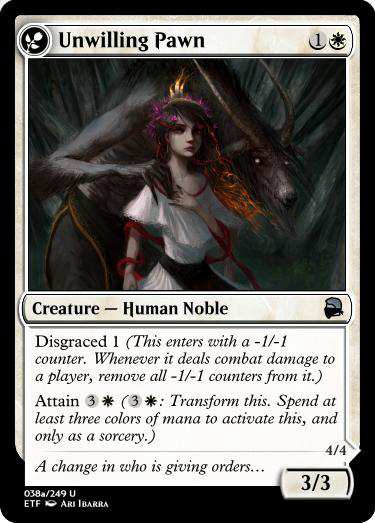 Unwilling Pawn 1
Creature — Human Noble
Disgraced 1 (This enters with a -1/-1
counter. Whenever it deals combat damage to
a player, remove all -1/-1 counters from it.)
Attain 3 (3 : Transform this. Spend at
least three colors of mana to activate this, and
only as a sorcery.)
4/4
A change in who is giving orders…
3/3
038a/249 U
ETF Ari Ibarra